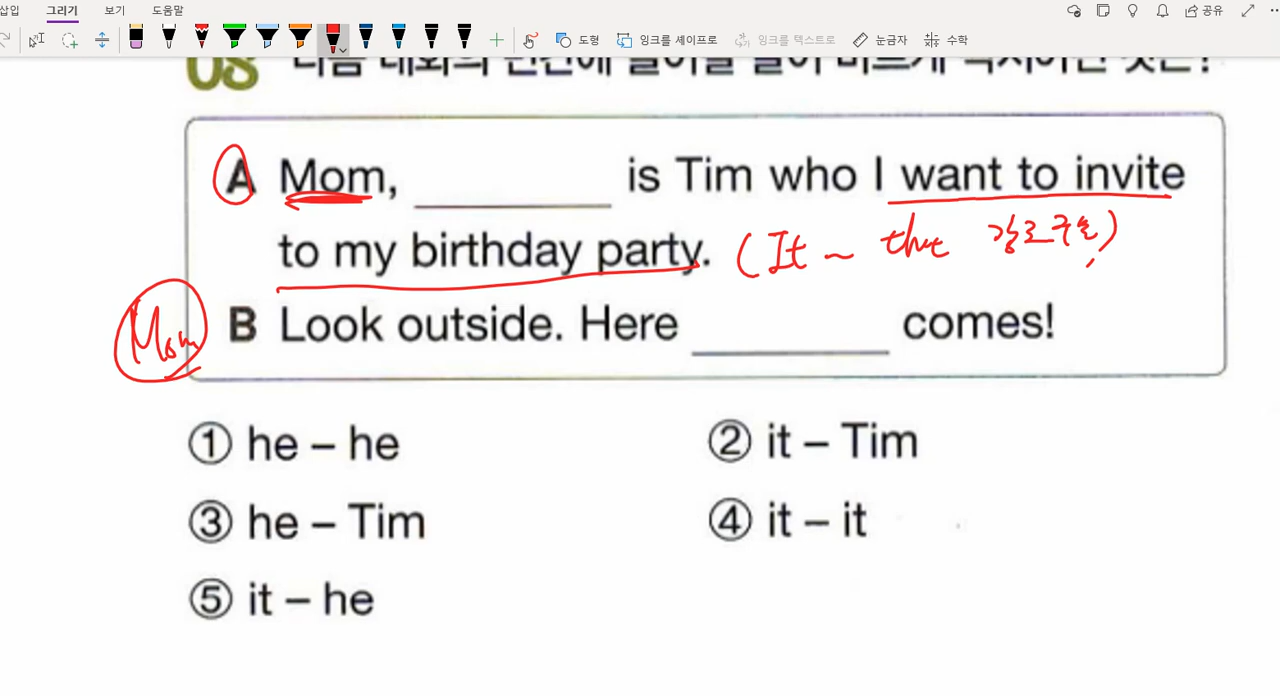 삽입 그리기 보기 도움말 공유
도형 잉크를 셰이프로 잉크를 텍스트로 눈금자 수학
08
A Mom, ________ is Tim who I want to invite
to my birthday party. (It ~ that 강조구문)
Mom B Look outside. Here ________ comes!
① he – he ② it – Tim
③ he – Tim ④ it – it
⑤ it – he